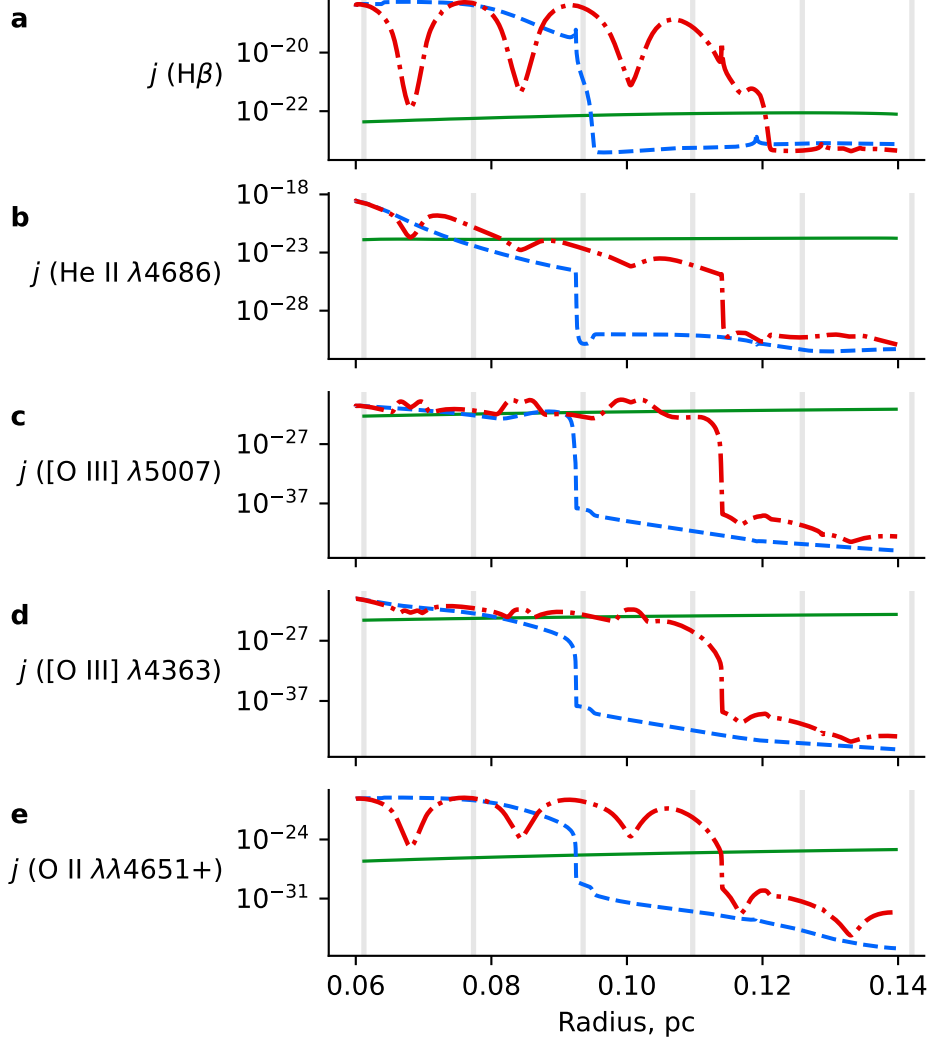 a
j (Hβ)
10⁻²⁰
10⁻²²
b
j (He II λ4686)
10⁻¹⁸
10⁻²³
10⁻²⁸
c
j ([O III] λ5007)
10⁻²⁷
10⁻³⁷
d
j ([O III] λ4363)
10⁻²⁷
10⁻³⁷
e
j (O II λλ4651+)
10⁻²⁴
10⁻³¹
0.06 0.08 0.10 0.12 0.14
Radius, pc